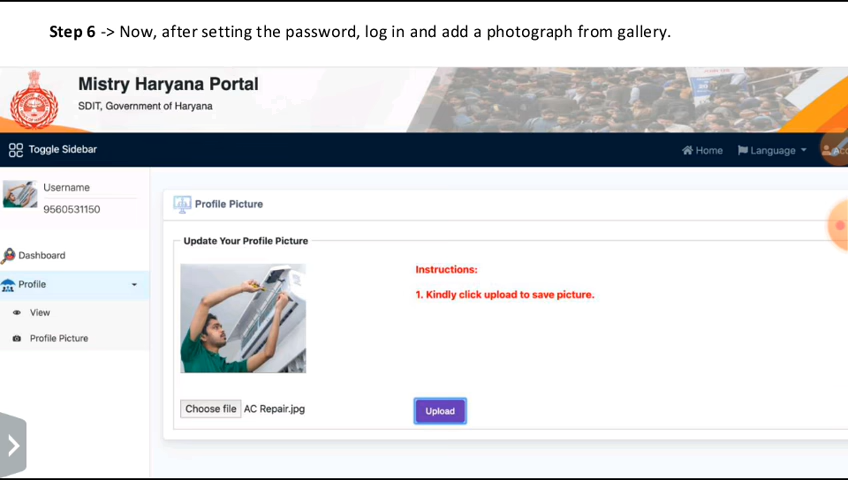 Step 6 -> Now, after setting the password, log in and add a photograph from gallery.
Mistry Haryana Portal
SDIT, Government of Haryana
Toggle Sidebar
Home
Language
Username
9560531150
Profile Picture
Dashboard
Update Your Profile Picture
Profile
Instructions:
1. Kindly click upload to save picture.
View
Profile Picture
Choose file AC Repair.jpg
Upload